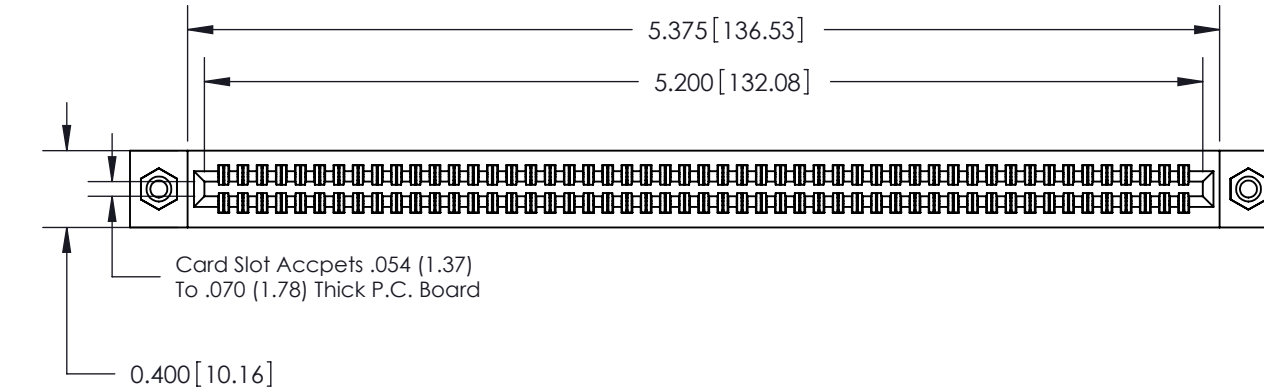 5.375[136.53]
5.200[132.08]
Card Slot Accpets .054 (1.37)
To .070 (1.78) Thick P.C. Board
0.400[10.16]